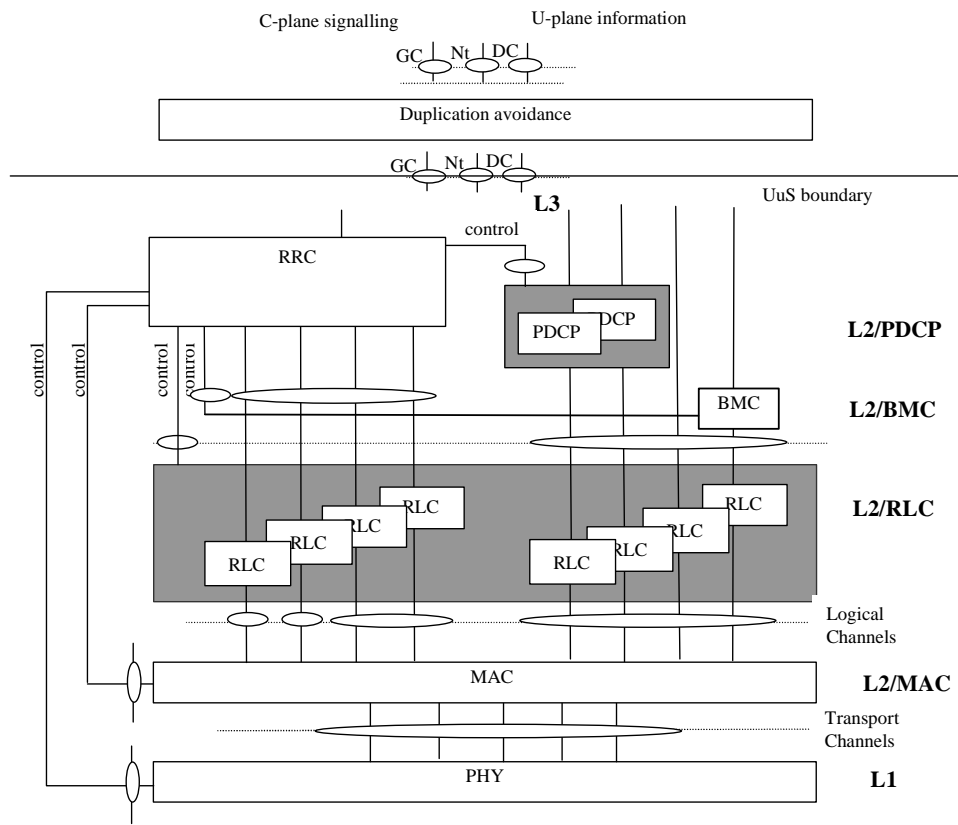 C-plane signalling
U-plane information
GC Nt DC
Duplication avoidance
GC Nt DC
UuS boundary
L3
control
RRC
PDCP
DCP
L2/PDCP
control
control
control
control
BMC
L2/BMC
RLC
RLC
RLC
RLC
RLC
RLC
RLC
RLC
L2/RLC
Logical
Channels
MAC
L2/MAC
Transport
Channels
PHY
L1